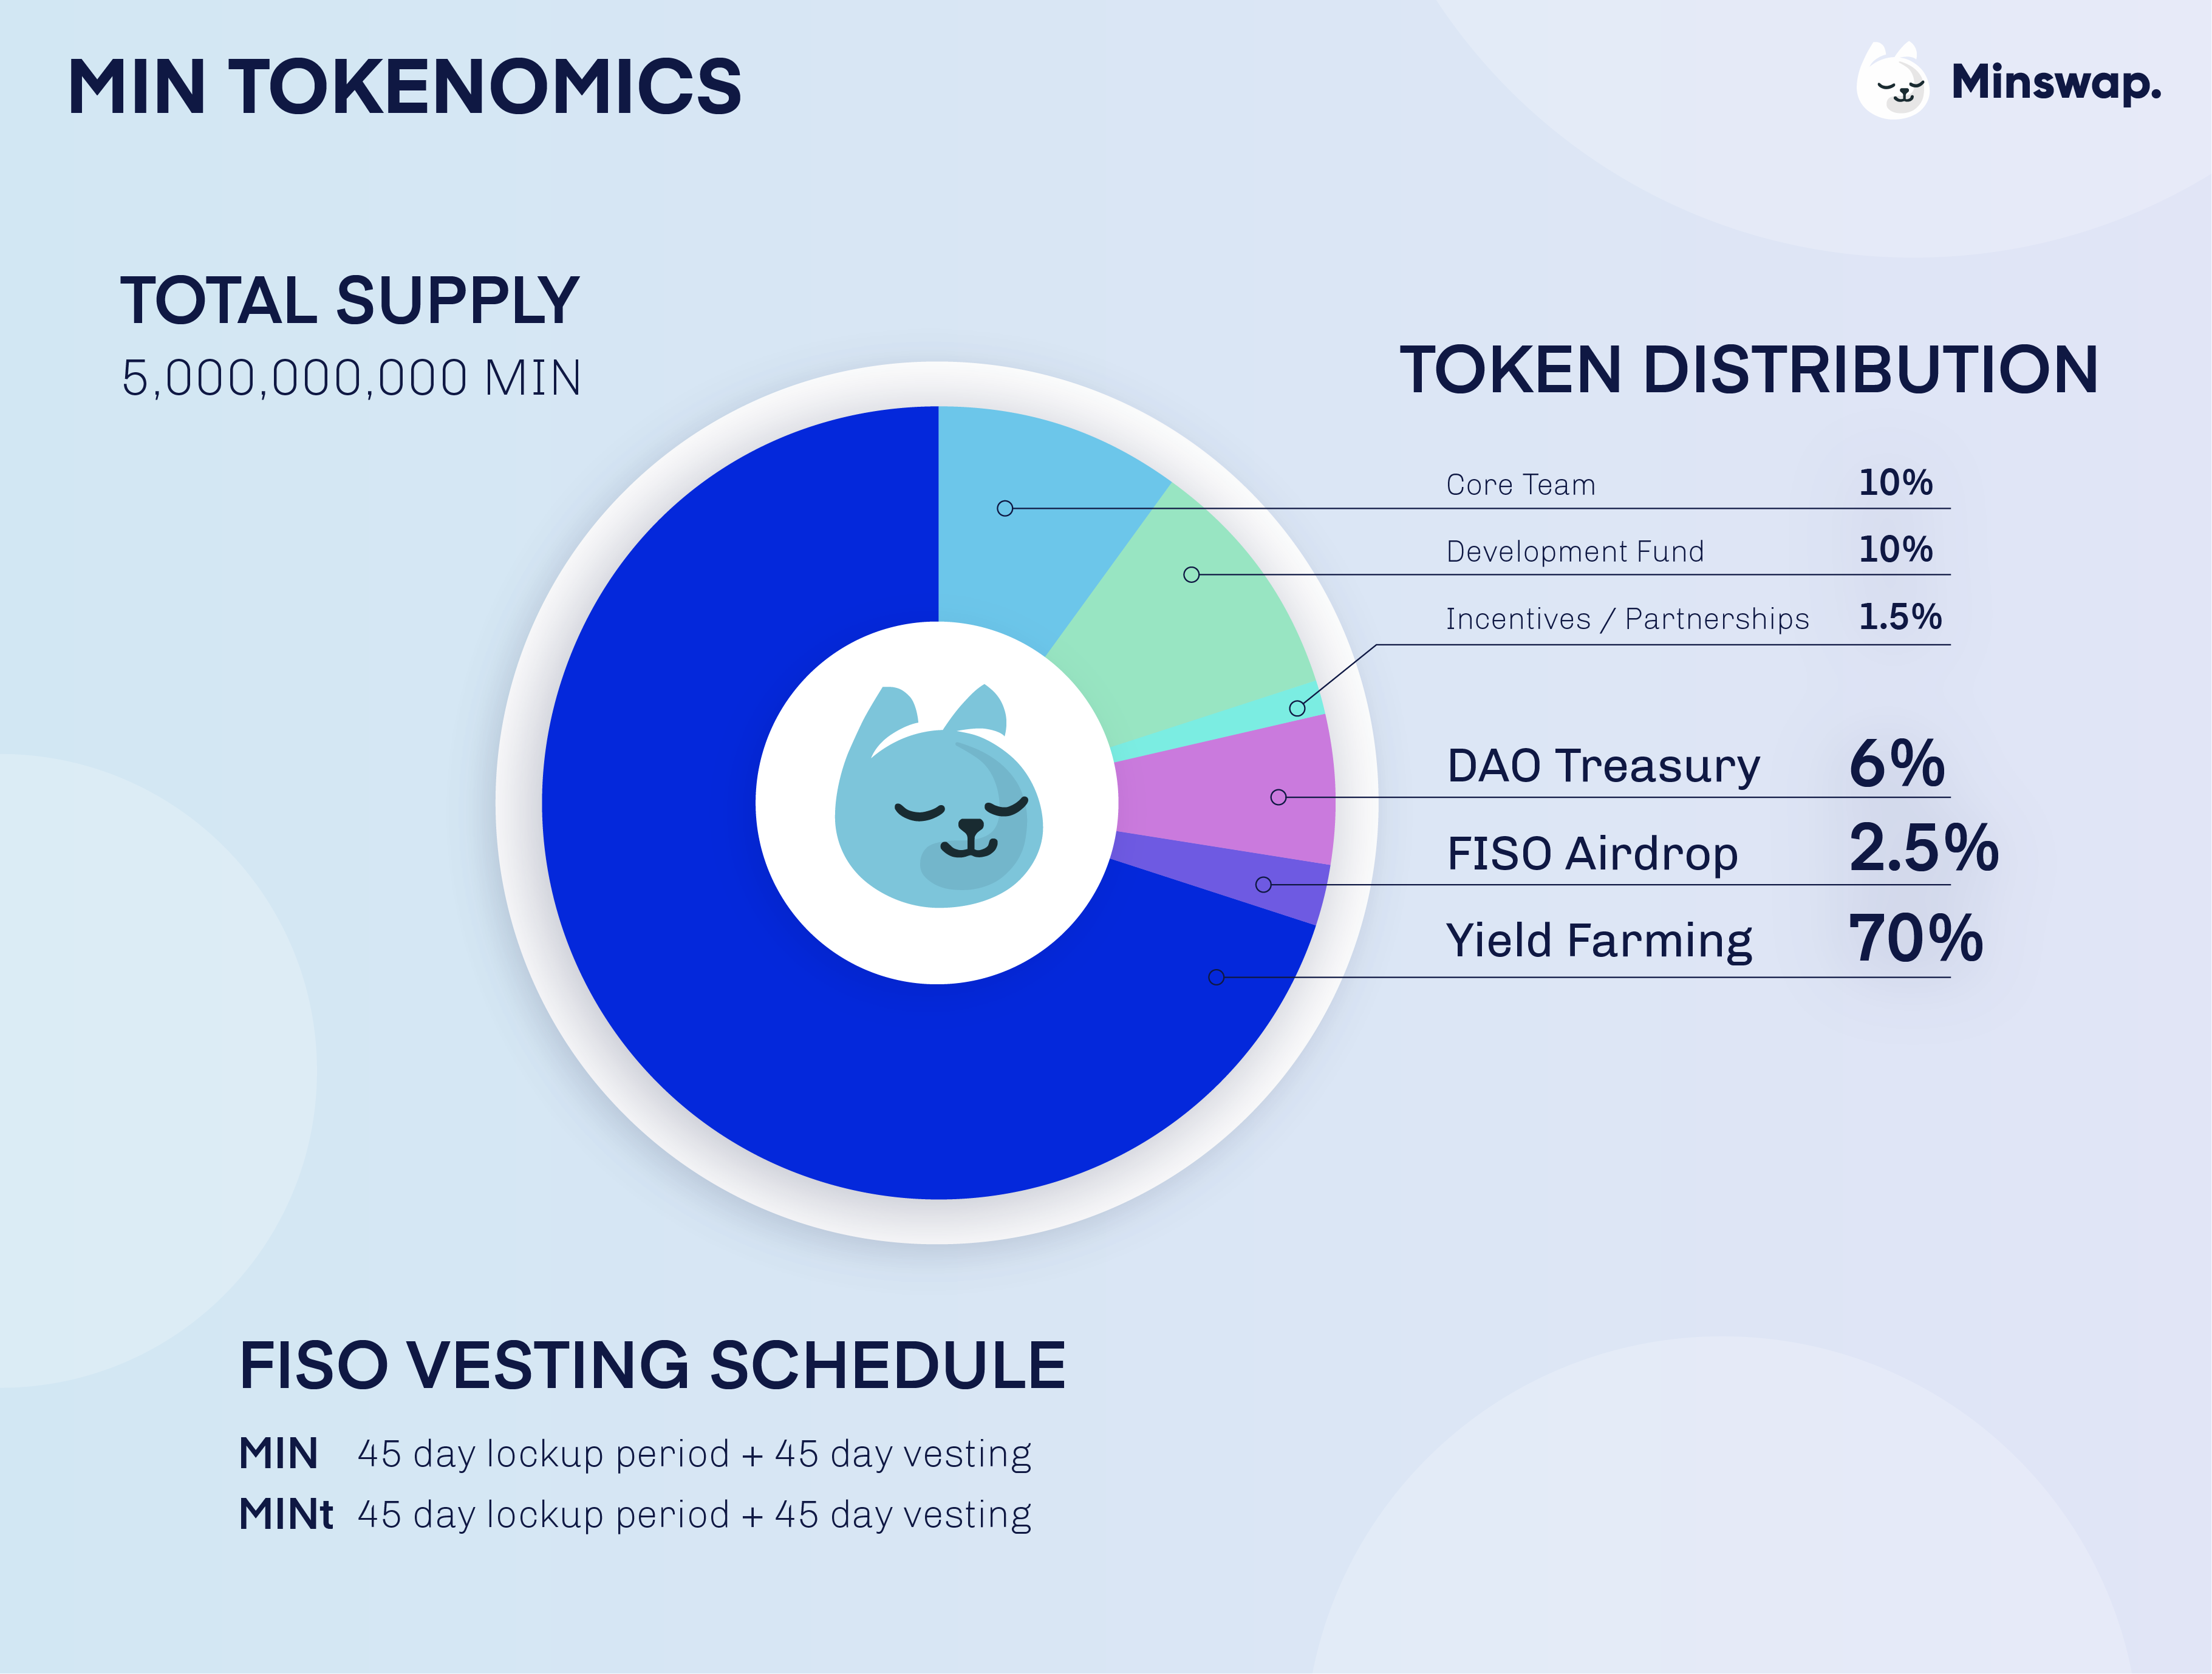 MIN TOKENOMICS
Minswap.
TOTAL SUPPLY
5,000,000,000 MIN
TOKEN DISTRIBUTION
Core Team 10%
Development Fund 10%
Incentives / Partnerships 1.5%
DAO Treasury 6%
FISO Airdrop 2.5%
Yield Farming 70%
FISO VESTING SCHEDULE
MIN 45 day lockup period + 45 day vesting
MINt 45 day lockup period + 45 day vesting